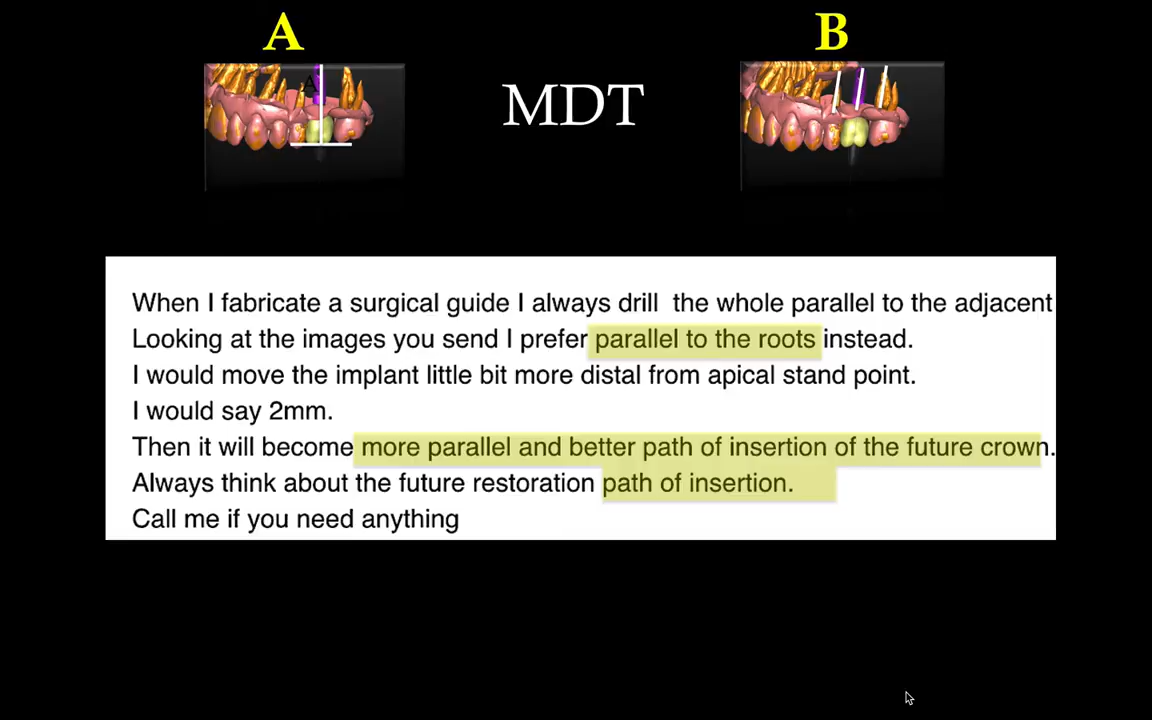 A
B
A
MDT
When I fabricate a surgical guide I always drill  the whole parallel to the adjacent
Looking at the images you send I prefer parallel to the roots instead.
I would move the implant little bit more distal from apical stand point.
I would say 2mm.
Then it will become more parallel and better path of insertion of the future crown.
Always think about the future restoration path of insertion.
Call me if you need anything